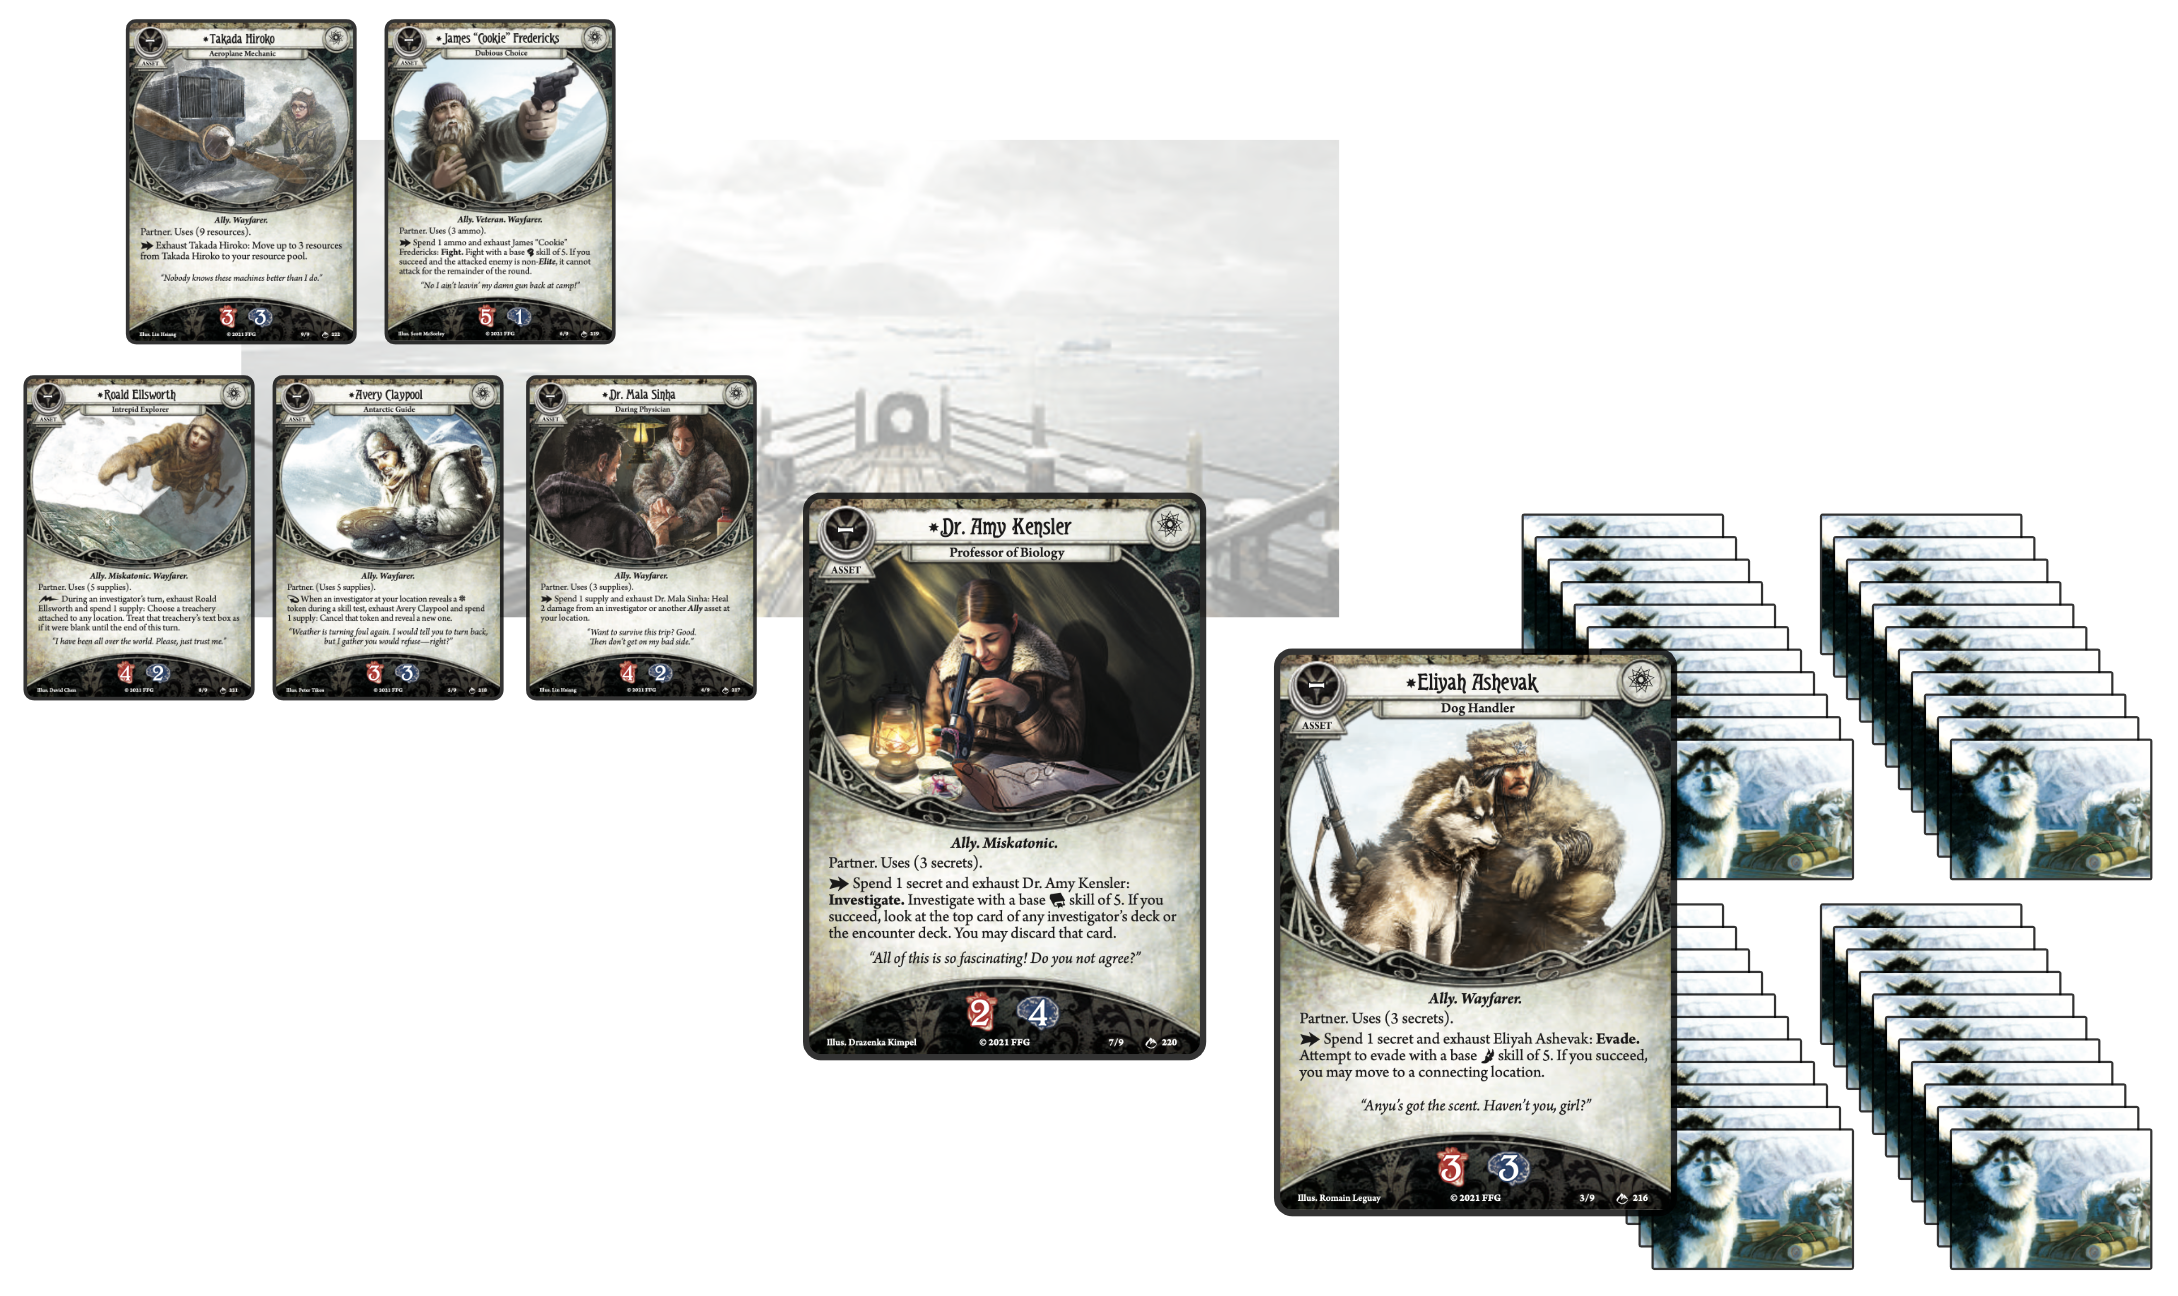 Takada Hiroko
Aeroplane Mechanic
ASSET
Ally. Wayfarer.
Partner. Uses (9 resources).
Exhaust Takada Hiroko: Move up to 3 resources
from Takada Hiroko to your resource pool.
“Nobody knows these machines better than I do.”
3 3
Illus. Lin Hsiang © 2021 FFG 9/9 222
James “Cookie” Fredericks
Dubious Choice
ASSET
Ally. Veteran. Wayfarer.
Partner. Uses (3 ammo).
Spend 1 ammo and exhaust James “Cookie”
Fredericks: Fight. Fight with a base skill of 5. If you
succeed and the attacked enemy is non-Elite, it cannot
attack for the remainder of the round.
“No I ain’t leavin’ my damn gun back at camp!”
5 1
Illus. Scott McSorley © 2021 FFG 6/9 219
Roald Ellsworth
Intrepid Explorer
ASSET
Ally. Miskatonic. Wayfarer.
Partner. Uses (5 supplies).
During an investigator’s turn, exhaust Roald
Ellsworth and spend 1 supply: Choose a treachery
attached to any location. Treat that treachery’s text box as
if it were blank until the end of this turn.
“I have been all over the world. Please, just trust me.”
4 2
Illus. David Chen © 2021 FFG 8/9 221
Avery Claypool
Antarctic Guide
ASSET
Ally. Wayfarer.
Partner. (Uses 5 supplies).
When an investigator at your location reveals a
token during a skill test, exhaust Avery Claypool and spend
1 supply: Cancel that token and reveal a new one.
“Weather is turning foul again. I would tell you to turn back,
but I gather you would refuse—right?”
3 3
Illus. Peter Tikos © 2021 FFG 5/9 218
Dr. Mala Sinha
Daring Physician
ASSET
Ally. Wayfarer.
Partner. Uses (3 supplies).
Spend 1 supply and exhaust Dr. Mala Sinha: Heal
2 damage from an investigator or another Ally asset at
your location.
“Want to survive this trip? Good.
Then don’t get on my bad side.”
4 2
Illus. Lin Hsiang © 2021 FFG 4/9 217
Dr. Amy Kensler
Professor of Biology
ASSET
Ally. Miskatonic.
Partner. Uses (3 secrets).
Spend 1 secret and exhaust Dr. Amy Kensler:
Investigate. Investigate with a base skill of 5. If you
succeed, look at the top card of any investigator’s deck or
the encounter deck. You may discard that card.
“All of this is so fascinating! Do you not agree?”
2 4
Illus. Drazenka Kimpel © 2021 FFG 7/9 220
Eliyah Ashevak
Dog Handler
ASSET
Ally. Wayfarer.
Partner. Uses (3 secrets).
Spend 1 secret and exhaust Eliyah Ashevak: Evade.
Attempt to evade with a base skill of 5. If you succeed,
you may move to a connecting location.
“Anyu’s got the scent. Haven’t you, girl?”
3 3
Illus. Romain Leguay © 2021 FFG 3/9 216